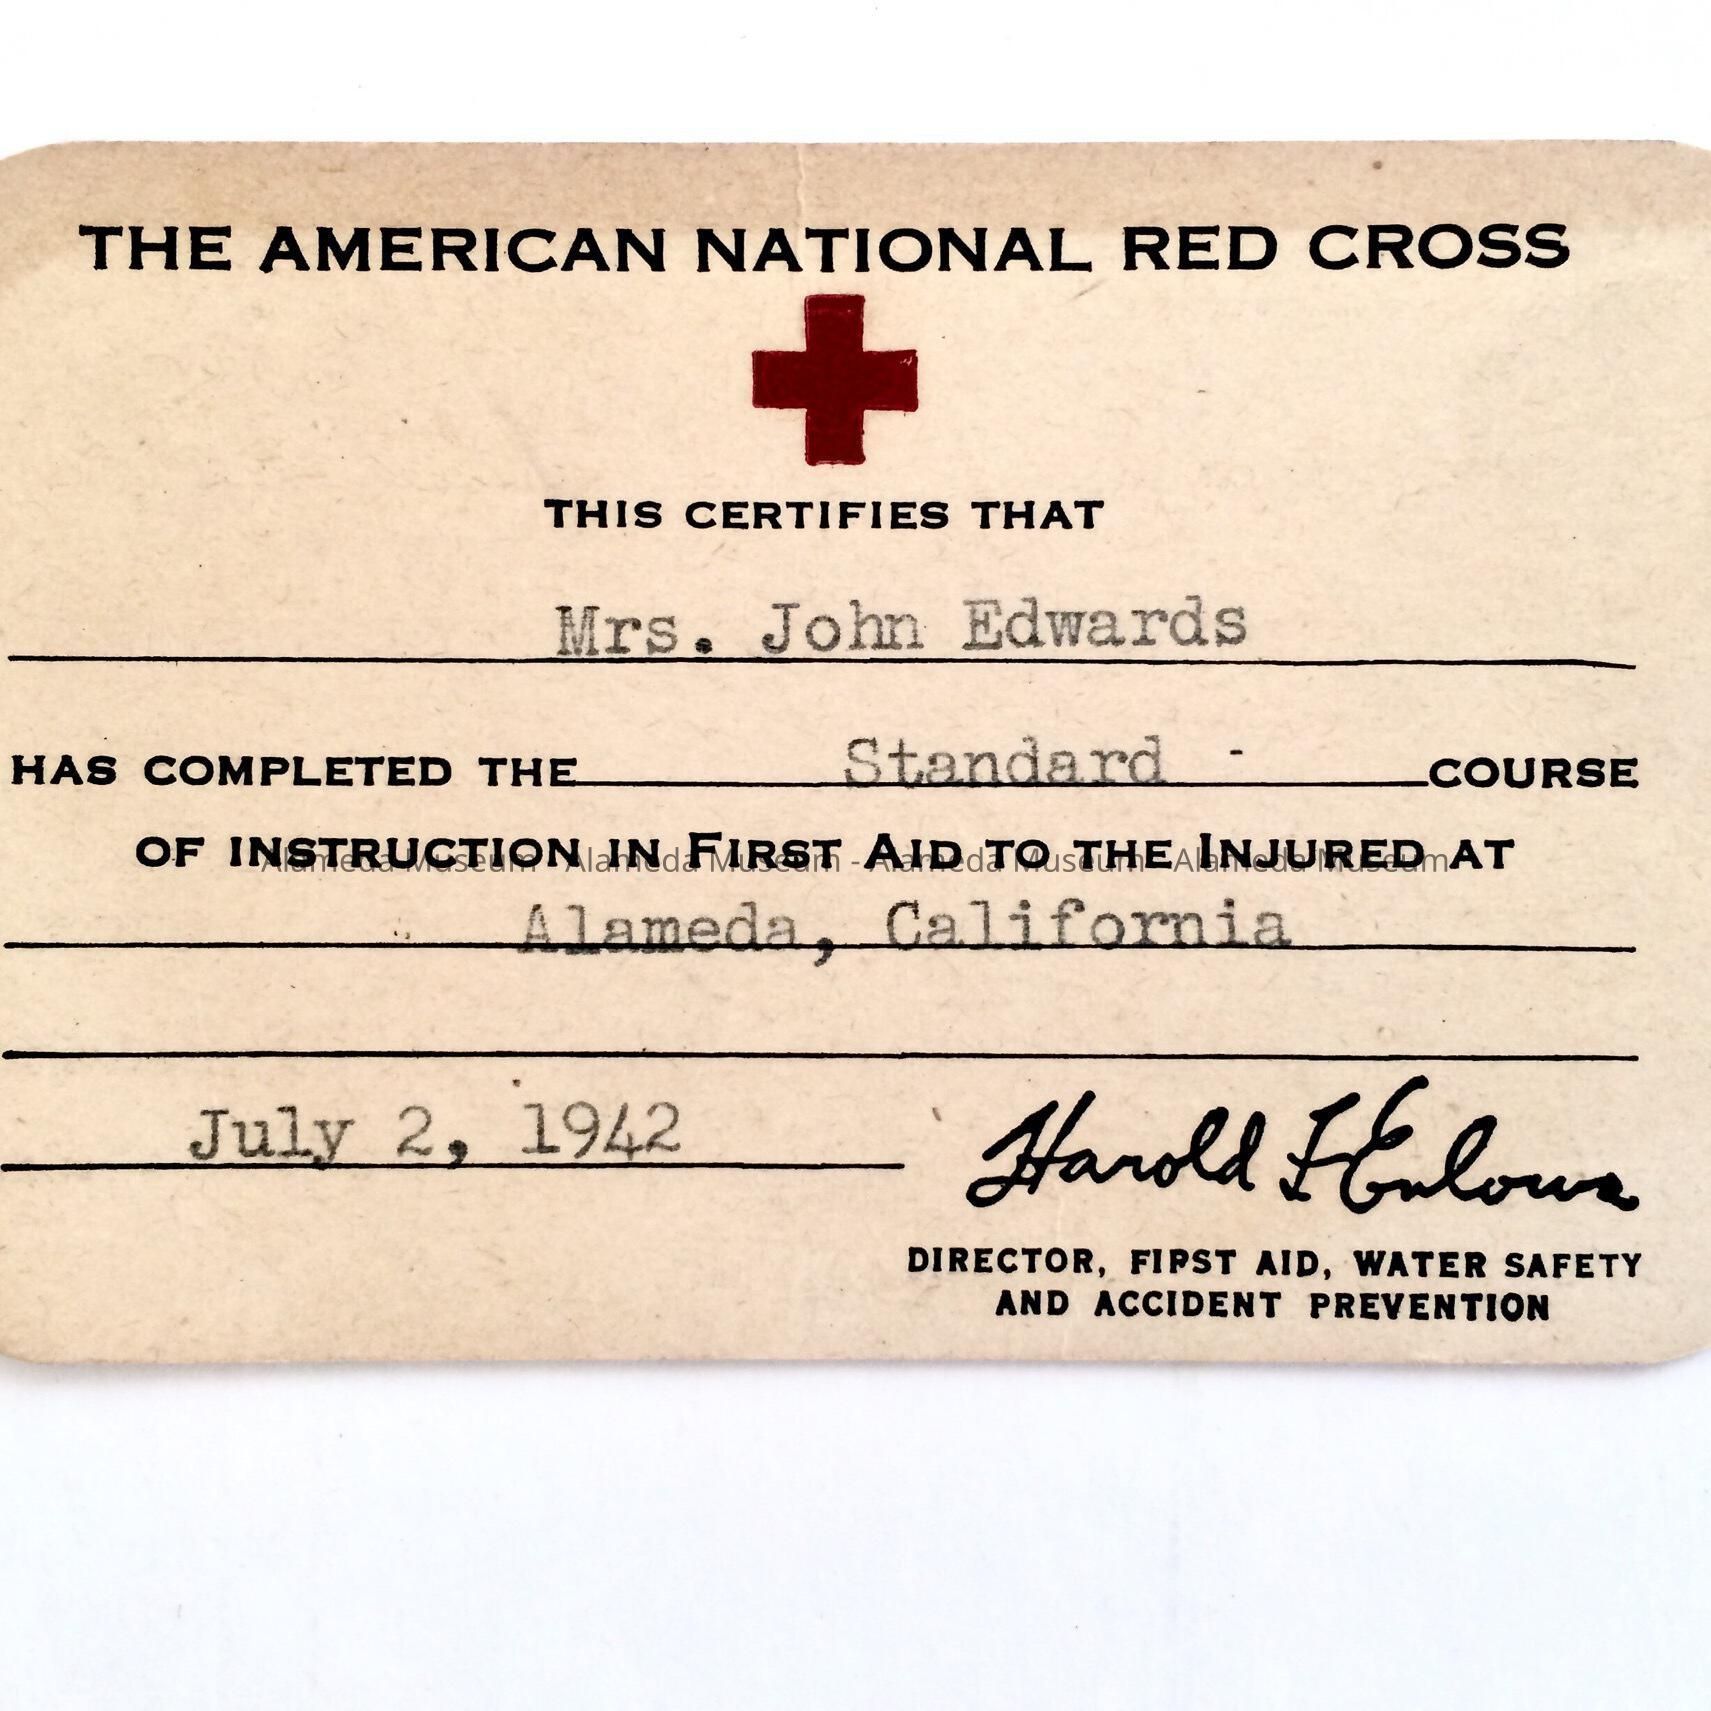 THE AMERICAN NATIONAL RED CROSS
THIS CERTIFIES THAT
Mrs. John Edwards
HAS COMPLETED THE Standard - COURSE
OF INSTRUCTION IN FIRST AID TO THE INJURED AT
Alameda Museum - Alameda Museum - Alameda Museum - Alameda Museum
Alameda, California
July 2, 1942
Harold F Enlows
DIRECTOR, FIRST AID, WATER SAFETY
AND ACCIDENT PREVENTION